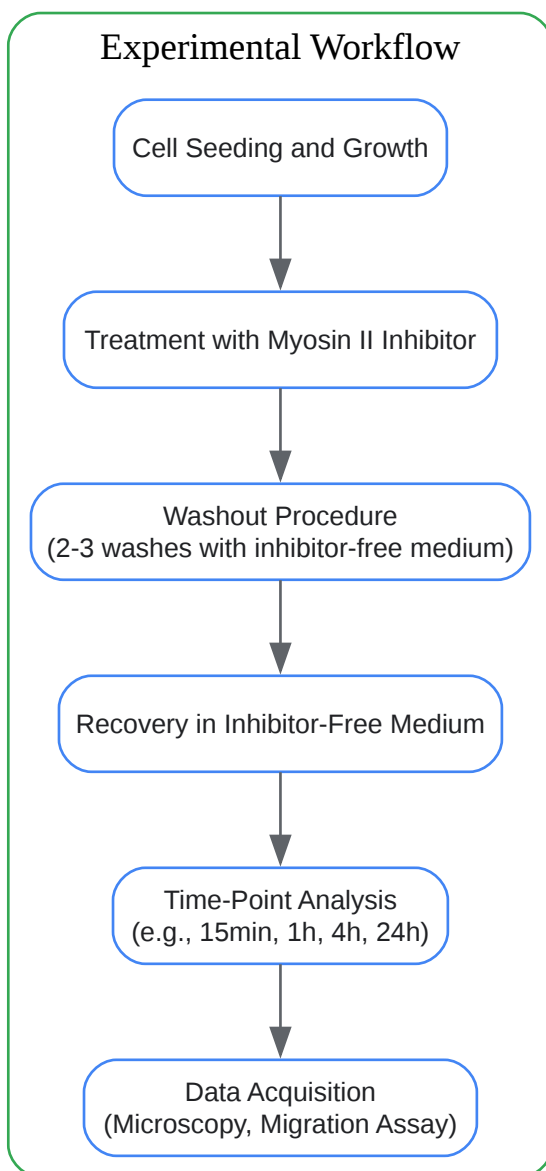 Experimental Workflow
Cell Seeding and Growth
Treatment with Myosin II Inhibitor
Washout Procedure
(2-3 washes with inhibitor-free medium)
Recovery in Inhibitor-Free Medium
Time-Point Analysis
(e.g., 15min, 1h, 4h, 24h)
Data Acquisition
(Microscopy, Migration Assay)